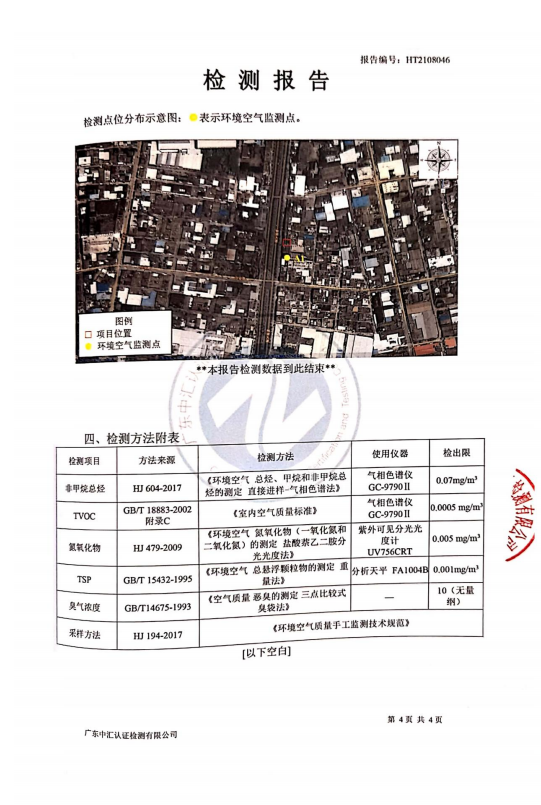 报告编号：HT2108046
检 测 报 告
检测点位分布示意图： 表示环境空气监测点。
A1
图例
项目位置
环境空气监测点
**本报告检测数据到此结束**
四、检测方法附表
检测项目 方法来源 检测方法 使用仪器 检出限
非甲烷总烃 HJ 604-2017 《环境空气 总烃、甲烷和非甲烷总 气相色谱仪 0.07mg/m³
烃的测定 直接进样-气相色谱法》 GC-9790Ⅱ
TVOC GB/T 18883-2002 《室内空气质量标准》 气相色谱仪 0.0005 mg/m³
附录C GC-9790Ⅱ
氮氧化物 HJ 479-2009 《环境空气 氮氧化物（一氧化氮和 紫外可见分光光 0.005 mg/m³
二氧化氮）的测定 盐酸萘乙二胺分 度计
光光度法》 UV756CRT
TSP GB/T 15432-1995 《环境空气 总悬浮颗粒物的测定 重 分析天平 FA1004B 0.001mg/m³
量法》
臭气浓度 GB/T14675-1993 《空气质量 恶臭的测定 三点比较式 — 10（无量
臭袋法》 纲）
采样方法 HJ 194-2017 《环境空气质量手工监测技术规范》
[以下空白]
第 4 页 共 4 页
广东中汇认证检测有限公司